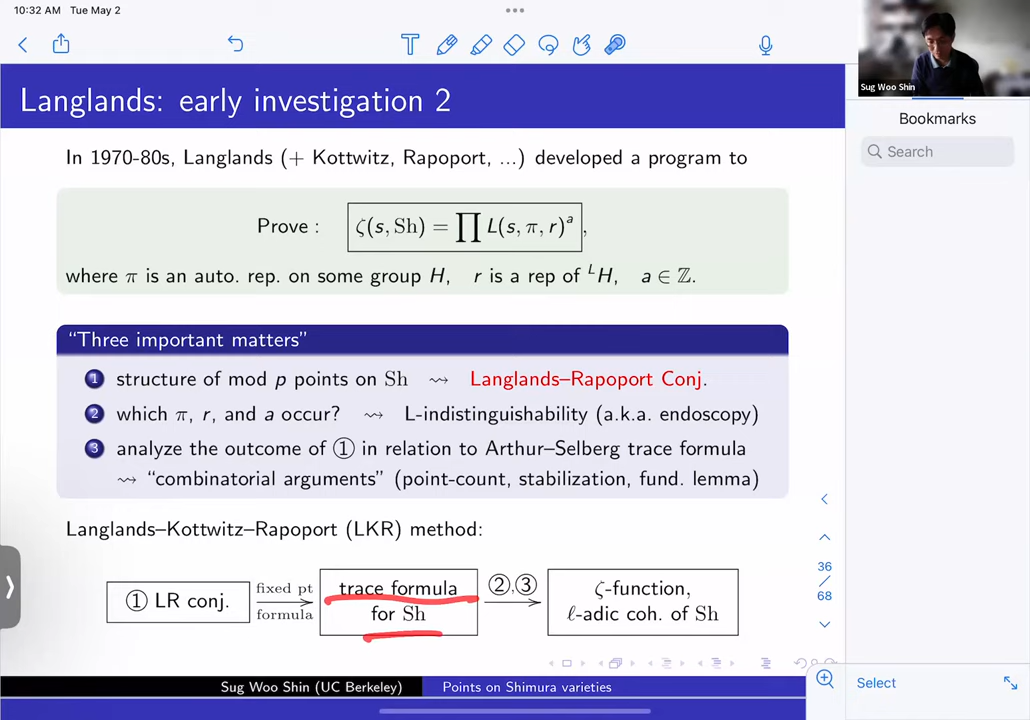 10:32 AM Tue May 2
Sug Woo Shin
Langlands: early investigation 2
Bookmarks
Search
In 1970-80s, Langlands (+ Kottwitz, Rapoport, ...) developed a program to
Prove : ζ(s, Sh) = ∏ L(s, π, r)^a,
where π is an auto. rep. on some group H, r is a rep of ^L H, a ∈ ℤ.
“Three important matters”
1 structure of mod p points on Sh ⇝ Langlands–Rapoport Conj.
2 which π, r, and a occur? ⇝ L-indistinguishability (a.k.a. endoscopy)
3 analyze the outcome of ① in relation to Arthur–Selberg trace formula
⇝ “combinatorial arguments” (point-count, stabilization, fund. lemma)
Langlands–Kottwitz–Rapoport (LKR) method:
① LR conj.
fixed pt
formula
trace formula
for Sh
②,③
ζ-function,
ℓ-adic coh. of Sh
36
/
68
Sug Woo Shin (UC Berkeley)
Points on Shimura varieties
Select